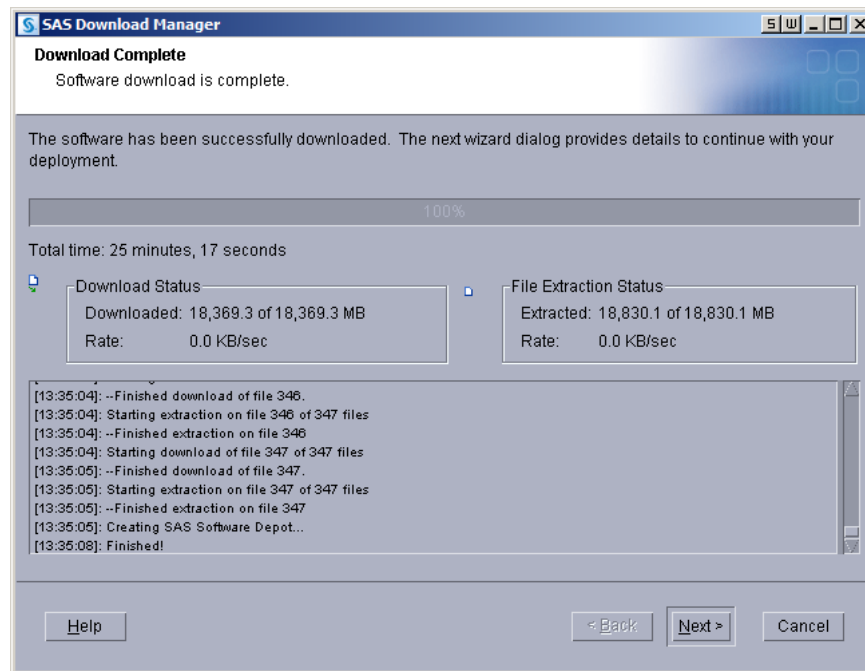 SAS Download Manager
S W
Download Complete
Software download is complete.
The software has been successfully downloaded. The next wizard dialog provides details to continue with your
deployment.
100%
Total time: 25 minutes, 17 seconds
Download Status
Downloaded: 18,369.3 of 18,369.3 MB
Rate: 0.0 KB/sec
File Extraction Status
Extracted: 18,830.1 of 18,830.1 MB
Rate: 0.0 KB/sec
[13:35:04]: --Finished download of file 346.
[13:35:04]: Starting extraction on file 346 of 347 files
[13:35:04]: --Finished extraction on file 346
[13:35:04]: Starting download of file 347 of 347 files
[13:35:05]: --Finished download of file 347.
[13:35:05]: Starting extraction on file 347 of 347 files
[13:35:05]: --Finished extraction on file 347
[13:35:05]: Creating SAS Software Depot...
[13:35:08]: Finished!
Help
< Back
Next >
Cancel